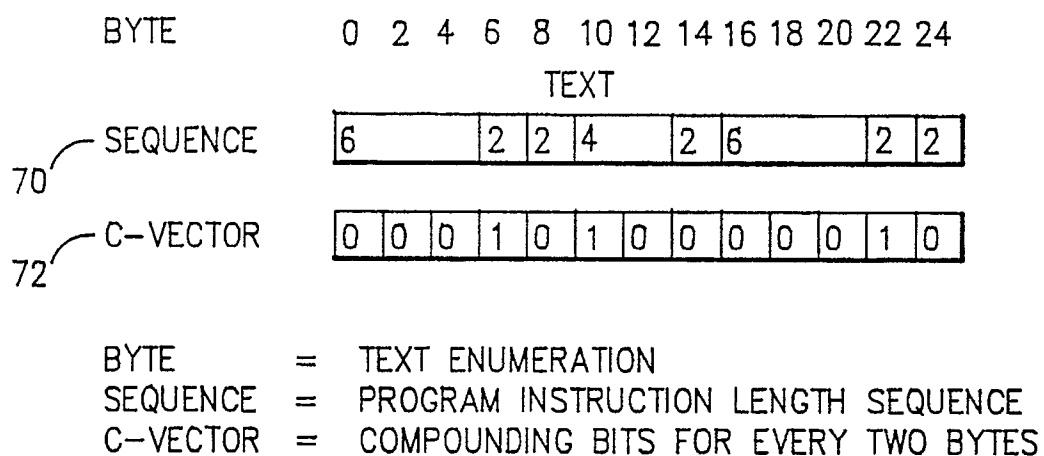 BYTE 0 2 4 6 8 10 12 14 16 18 20 22 24
TEXT
70 SEQUENCE 6 2 2 4 2 6 2 2
72 C-VECTOR 0 0 0 1 0 1 0 0 0 0 0 1 0
BYTE = TEXT ENUMERATION
SEQUENCE = PROGRAM INSTRUCTION LENGTH SEQUENCE
C-VECTOR = COMPOUNDING BITS FOR EVERY TWO BYTES